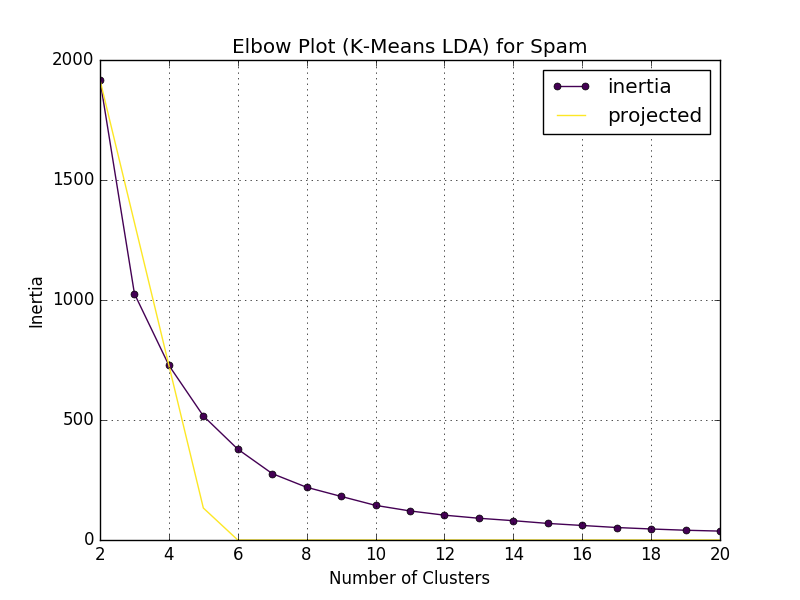 Elbow Plot (K-Means LDA) for Spam
2000
inertia
projected
1500
1000
Inertia
500
0
2 4 6 8 10 12 14 16 18 20
Number of Clusters